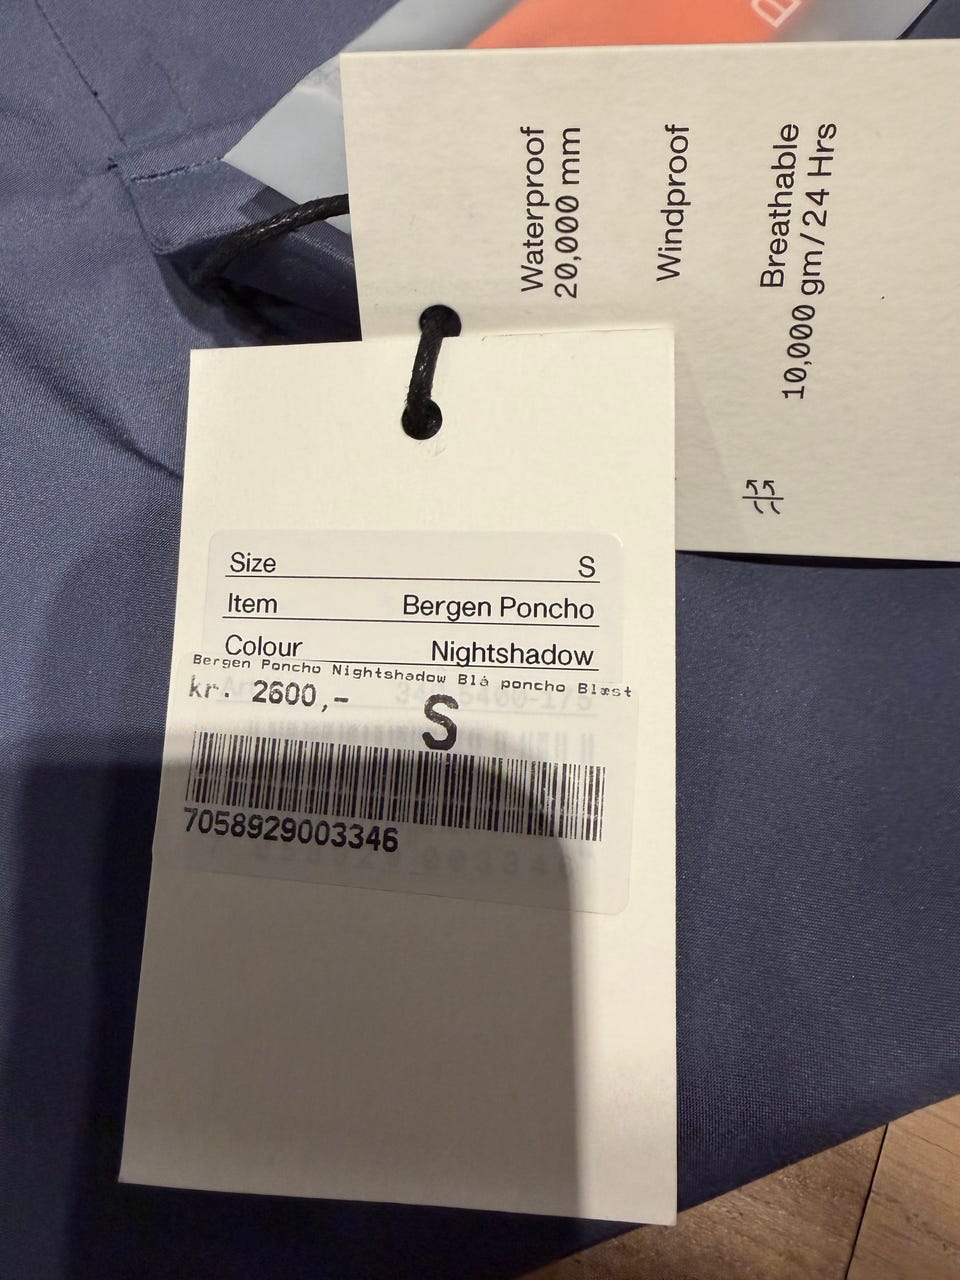 Waterproof
20,000 mm
Windproof
Breathable
10,000 gm/24 Hrs
Size S
Item Bergen Poncho
Colour Nightshadow
Bergen Poncho Nightshadow Blå poncho Blæst
kr. 2600,-
S
7058929003346